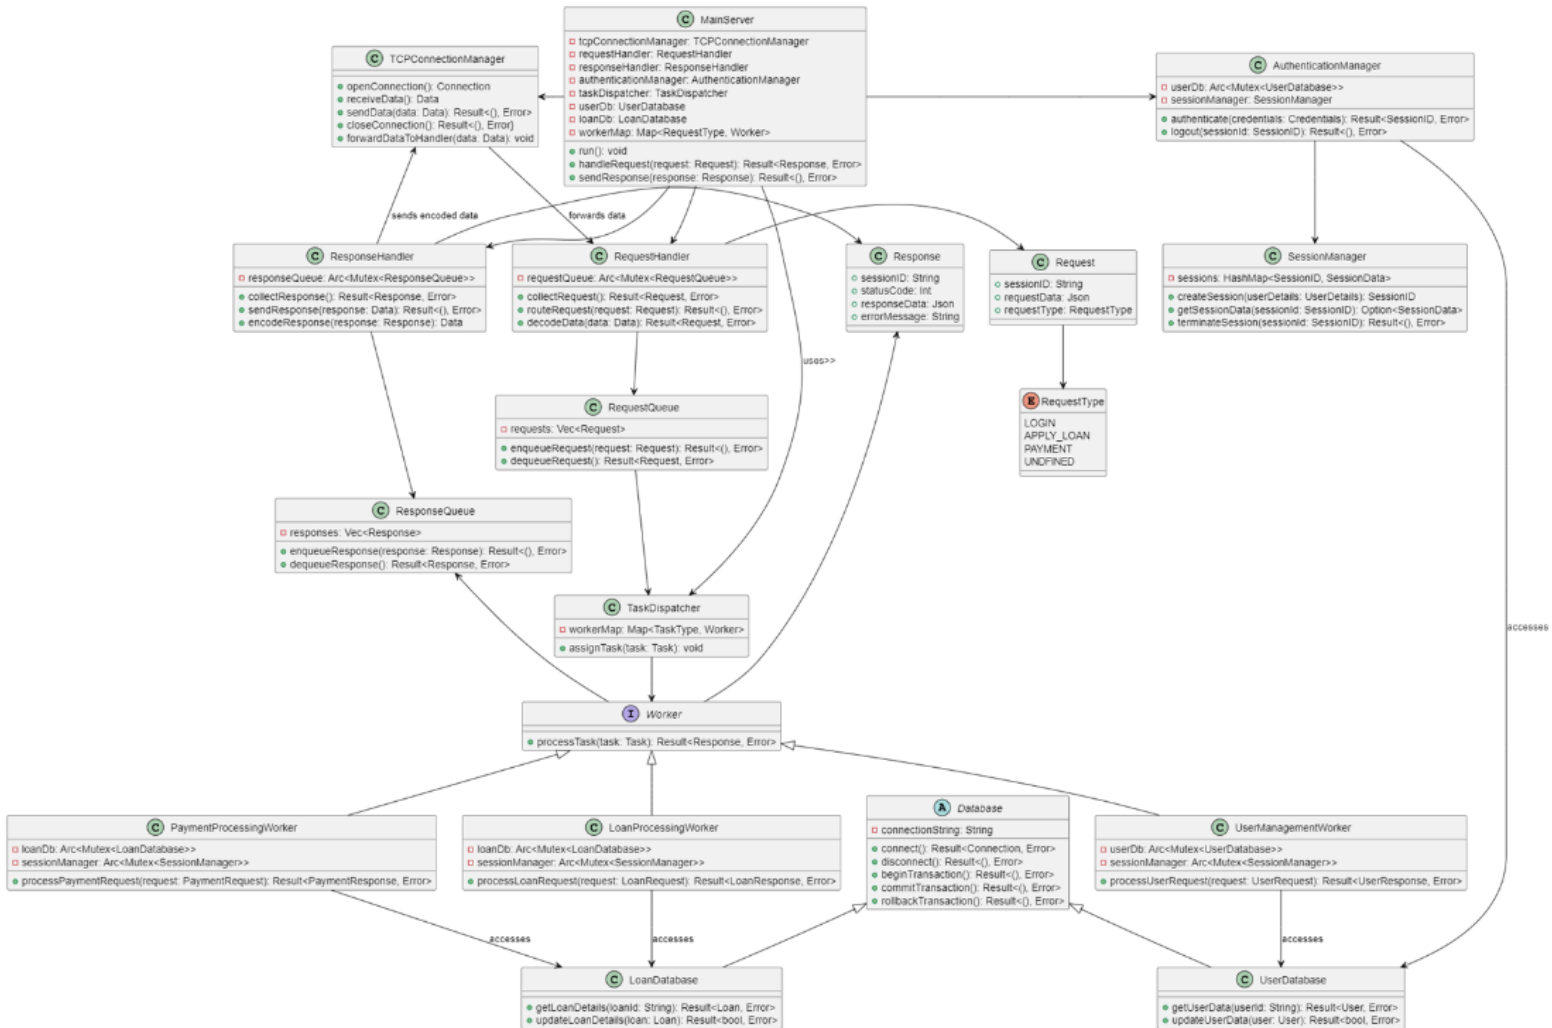 C MainServer
tcpConnectionManager: TCPConnectionManager
requestHandler: RequestHandler
responseHandler: ResponseHandler
authenticationManager: AuthenticationManager
taskDispatcher: TaskDispatcher
userDb: UserDatabase
loanDb: LoanDatabase
workerMap: Map<RequestType, Worker>
run(): void
handleRequest(request: Request): Result<Response, Error>
sendResponse(response: Response): Result<(), Error>
C TCPConnectionManager
openConnection(): Connection
receiveData(): Data
sendData(data: Data): Result<(), Error>
closeConnection(): Result<(), Error}
forwardDataToHandler(data: Data): void
C AuthenticationManager
userDb: Arc<Mutex<UserDatabase>>
sessionManager: SessionManager
authenticate(credentials: Credentials): Result<SessionID, Error>
logout(sessionId: SessionID): Result<(), Error>
sends encoded data
forwards data
C ResponseHandler
responseQueue: Arc<Mutex<ResponseQueue>>
collectResponse(): Result<Response, Error>
sendResponse(response: Data): Result<(), Error>
encodeResponse(response: Response): Data
C RequestHandler
requestQueue: Arc<Mutex<RequestQueue>>
collectRequest(): Result<Request, Error>
routeRequest(request: Request): Result<(), Error>
decodeData(data: Data): Result<Request, Error>
C Response
sessionID: String
statusCode: Int
responseData: Json
errorMessage: String
C Request
sessionID: String
requestData: Json
requestType: RequestType
C SessionManager
sessions: HashMap<SessionID, SessionData>
createSession(userDetails: UserDetails): SessionID
getSessionData(sessionId: SessionID): Option<SessionData>
terminateSession(sessionId: SessionID): Result<(), Error>
uses>>
E RequestType
LOGIN
APPLY_LOAN
PAYMENT
UNDFINED
C RequestQueue
requests: Vec<Request>
enqueueRequest(request: Request): Result<(), Error>
dequeueRequest(): Result<Request, Error>
C ResponseQueue
responses: Vec<Response>
enqueueResponse(response: Response): Result<(), Error>
dequeueResponse(): Result<Response, Error>
C TaskDispatcher
workerMap: Map<TaskType, Worker>
assignTask(task: Task): void
accesses
I Worker
processTask(task: Task): Result<Response, Error>
C PaymentProcessingWorker
loanDb: Arc<Mutex<LoanDatabase>>
sessionManager: Arc<Mutex<SessionManager>>
processPaymentRequest(request: PaymentRequest): Result<PaymentResponse, Error>
C LoanProcessingWorker
loanDb: Arc<Mutex<LoanDatabase>>
sessionManager: Arc<Mutex<SessionManager>>
processLoanRequest(request: LoanRequest): Result<LoanResponse, Error>
A Database
connectionString: String
connect(): Result<Connection, Error>
disconnect(): Result<(), Error>
beginTransaction(): Result<(), Error>
commitTransaction(): Result<(), Error>
rollbackTransaction(): Result<(), Error>
C UserManagementWorker
userDb: Arc<Mutex<UserDatabase>>
sessionManager: Arc<Mutex<SessionManager>>
processUserRequest(request: UserRequest): Result<UserResponse, Error>
accesses
accesses
accesses
C LoanDatabase
getLoanDetails(loanId: String): Result<Loan, Error>
updateLoanDetails(loan: Loan): Result<bool, Error>
C UserDatabase
getUserData(userId: String): Result<User, Error>
updateUserData(user: User): Result<bool, Error>